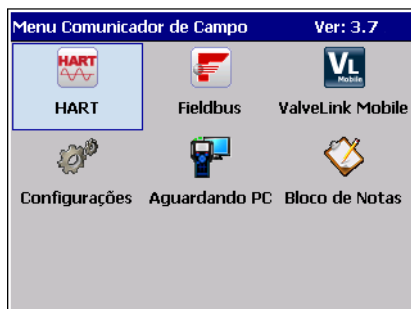 Menu Comunicador de Campo Ver: 3.7
HART
VL
Mobile
HART Fieldbus ValveLink Mobile
Configurações Aguardando PC Bloco de Notas